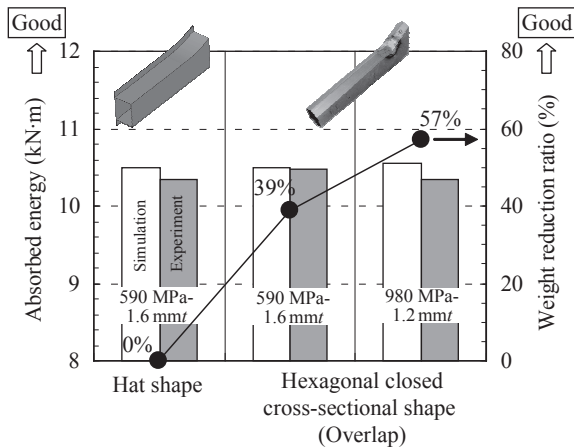 Good
Good
12
11
10
9
8
Absorbed energy (kN·m)
80
60
40
20
0
Weight reduction ratio (%)
57%
39%
0%
Simulation
Experiment
590 MPa-
1.6 mmt
590 MPa-
1.6 mmt
980 MPa-
1.2 mmt
Hat shape
Hexagonal closed
cross-sectional shape
(Overlap)